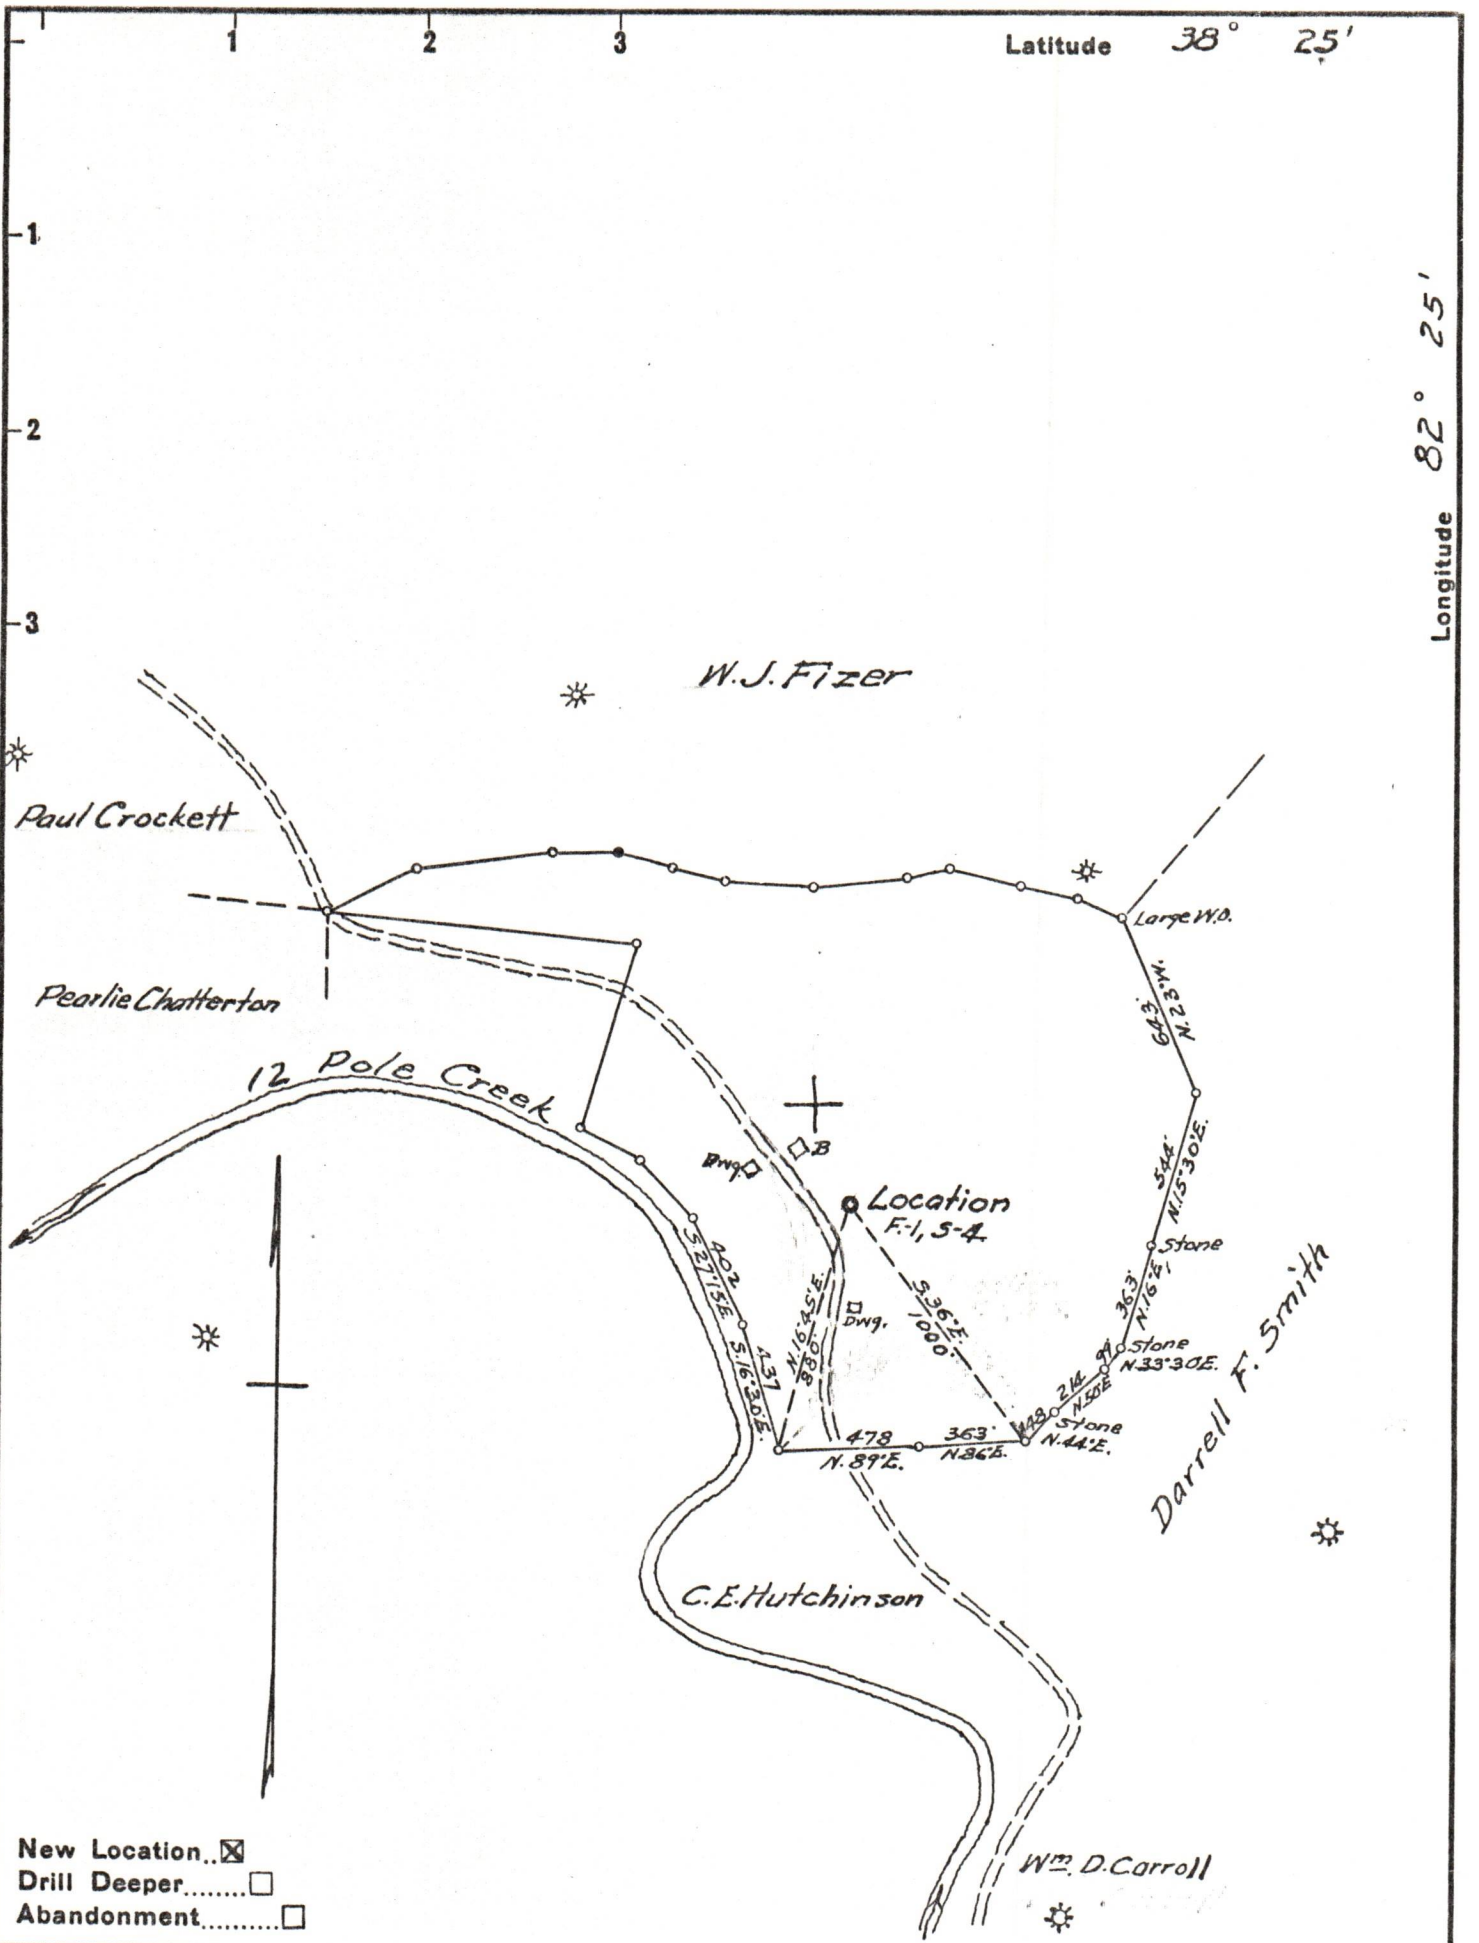 1 2 3 Latitude 38° 25'
-1
-2
-3
Longitude 82° 25'
W.J. Fizer
Paul Crockett
Large W.O.
Pearlie Chatterton
643'
N.23°W.
12 Pole Creek
B
Dwg.
544'
N.15°30'E.
Location
F.-1, S-4
Stone
402
S.27°15'E.
363'
N.16°E.
N.16°45'E.
880'
Dwg.
S.36°E.
1000'
437
S.16°30'E.
Stone
N.33°30'E.
214
N.50°E
Stone
N.44°E.
478
N.89°E.
363'
N.86°E.
Darrell F. Smith
C.E. Hutchinson
Wm. D. Carroll
New Location..☒
Drill Deeper........☐
Abandonment..........☐